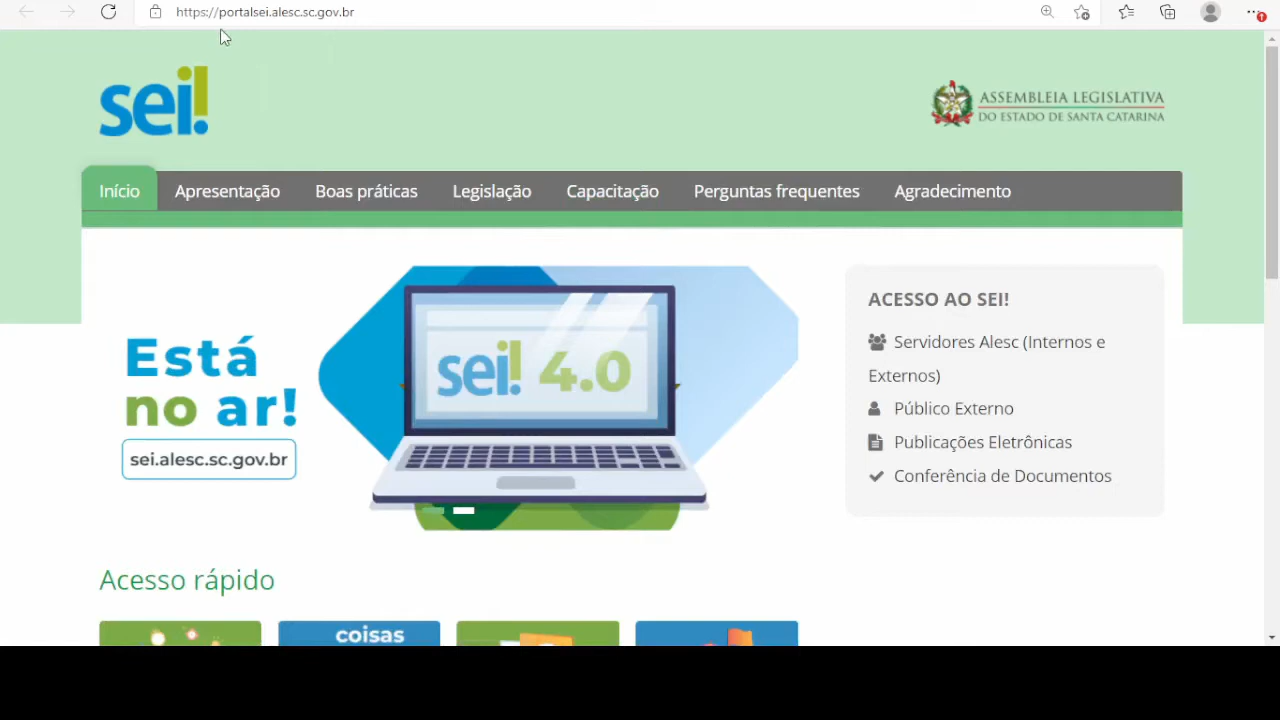 https://portalsei.alesc.sc.gov.br
sei!
ASSEMBLEIA LEGISLATIVA
DO ESTADO DE SANTA CATARINA
Início Apresentação Boas práticas Legislação Capacitação Perguntas frequentes Agradecimento
Está
no ar!
sei.alesc.sc.gov.br
sei! 4.0
ACESSO AO SEI!
Servidores Alesc (Internos e
Externos)
Público Externo
Publicações Eletrônicas
Conferência de Documentos
Acesso rápido
coisas